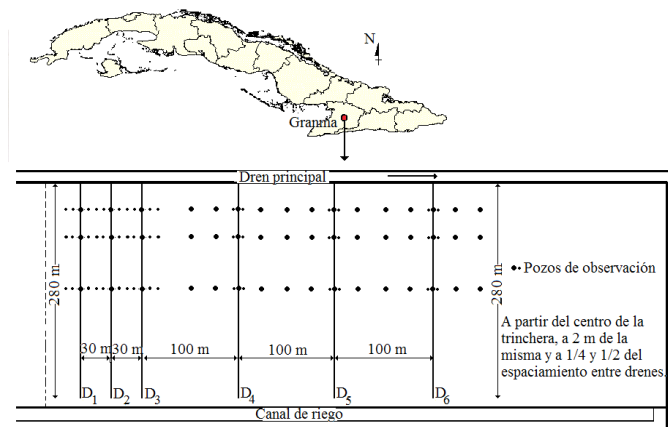 N
Granma
Dren principal
280 m
280 m
Pozos de observación
A partir del centro de la
trinchera, a 2 m de la
misma y a 1/4 y 1/2 del
espaciamiento entre drenes.
30 m 30 m 100 m 100 m 100 m
D1 D2 D3 D4 D5 D6
Canal de riego